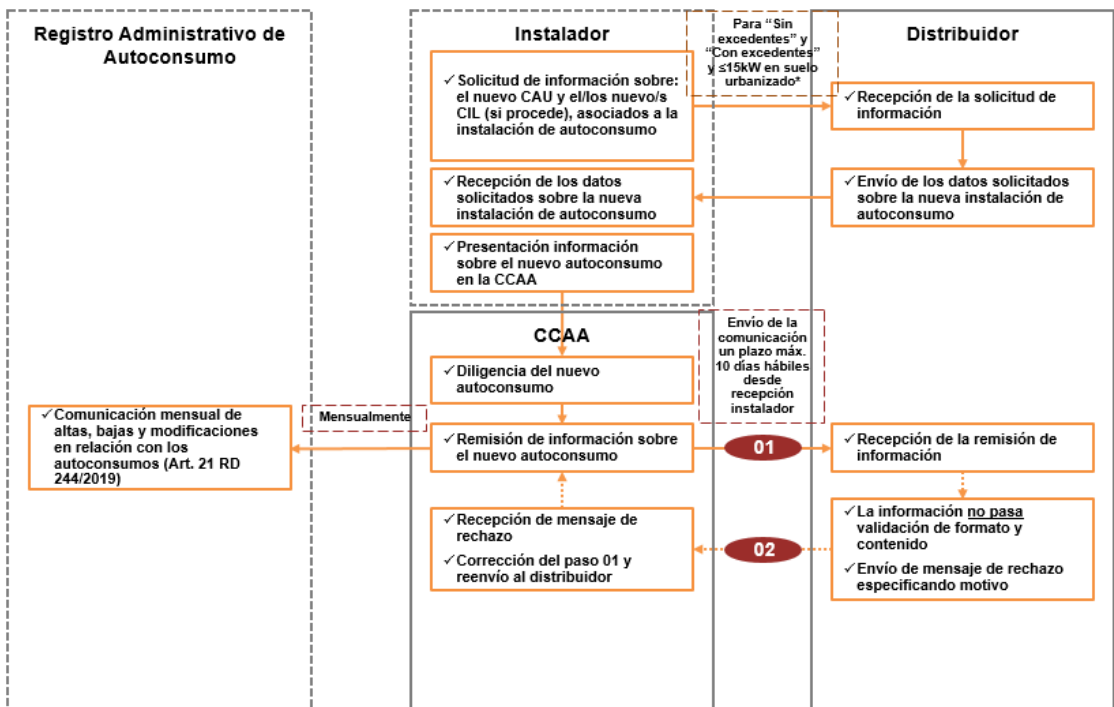 Registro Administrativo de
Autoconsumo
Instalador
Para “Sin
excedentes” y
“Con excedentes”
y ≤15kW en suelo
urbanizado*
Distribuidor
✓Solicitud de información sobre:
el nuevo CAU y el/los nuevo/s
CIL (si procede), asociados a la
instalación de autoconsumo
✓Recepción de la solicitud de
información
✓Recepción de los datos
solicitados sobre la nueva
instalación de autoconsumo
✓Envío de los datos solicitados
sobre la nueva instalación de
autoconsumo
✓Presentación información
sobre el nuevo autoconsumo
en la CCAA
CCAA
Envío de la
comunicación
un plazo máx.
10 días hábiles
desde
recepción
instalador
✓Diligencia del nuevo
autoconsumo
Mensualmente
✓Comunicación mensual de
altas, bajas y modificaciones
en relación con los
autoconsumos (Art. 21 RD
244/2019)
✓Remisión de información sobre
el nuevo autoconsumo
01
✓Recepción de la remisión de
información
✓Recepción de mensaje de
rechazo
✓Corrección del paso 01 y
reenvío al distribuidor
02
✓La información no pasa
validación de formato y
contenido
✓Envío de mensaje de rechazo
especificando motivo